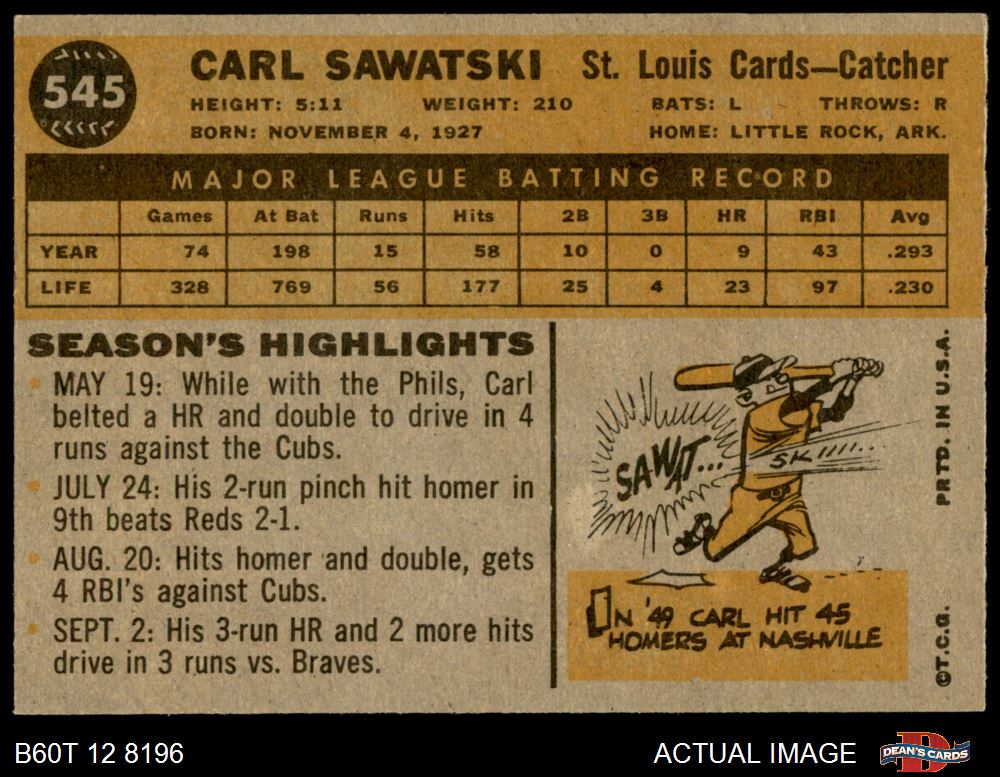 545
CARL SAWATSKI St. Louis Cards—Catcher
HEIGHT: 5:11 WEIGHT: 210 BATS: L THROWS: R
BORN: NOVEMBER 4, 1927 HOME: LITTLE ROCK, ARK.
MAJOR LEAGUE BATTING RECORD
Games At Bat Runs Hits 2B 3B HR RBI Avg
YEAR 74 198 15 58 10 0 9 43 .293
LIFE 328 769 56 177 25 4 23 97 .230
SEASON'S HIGHLIGHTS
• MAY 19: While with the Phils, Carl
belted a HR and double to drive in 4
runs against the Cubs.
• JULY 24: His 2-run pinch hit homer in
9th beats Reds 2-1.
• AUG. 20: Hits homer and double, gets
4 RBI's against Cubs.
• SEPT. 2: His 3-run HR and 2 more hits
drive in 3 runs vs. Braves.
SAWAT...
SK
IN '49 CARL HIT 45
HOMERS AT NASHVILLE
©T.C.G. PRTD. IN U.S.A.
B60T 12 8196 ACTUAL IMAGE
DEAN'S CARDS